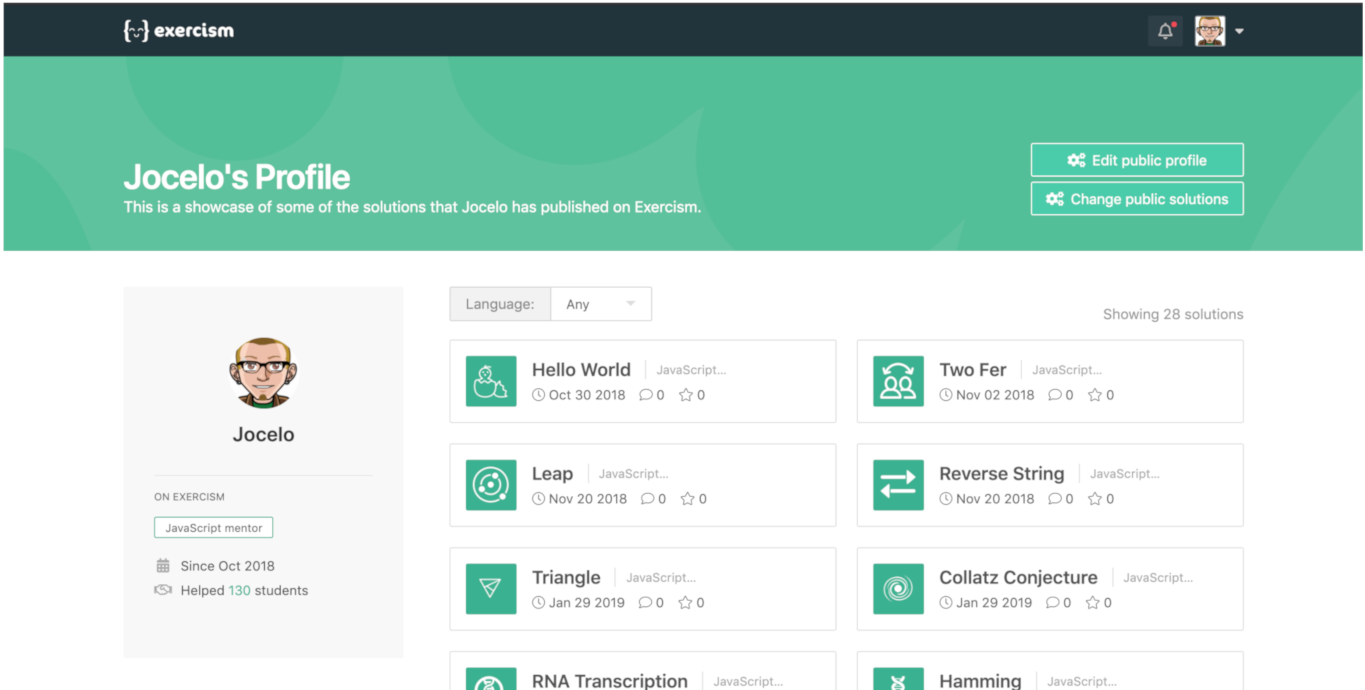 exercism
Jocelo's Profile
This is a showcase of some of the solutions that Jocelo has published on Exercism.
Edit public profile
Change public solutions
Jocelo
ON EXERCISM
JavaScript mentor
Since Oct 2018
Helped 130 students
Language: Any
Showing 28 solutions
Hello World JavaScript...
Oct 30 2018 0 0
Two Fer JavaScript...
Nov 02 2018 0 0
Leap JavaScript...
Nov 20 2018 0 0
Reverse String JavaScript...
Nov 20 2018 0 0
Triangle JavaScript...
Jan 29 2019 0 0
Collatz Conjecture JavaScript...
Jan 29 2019 0 0
RNA Transcription JavaScript...
Hamming JavaScript...